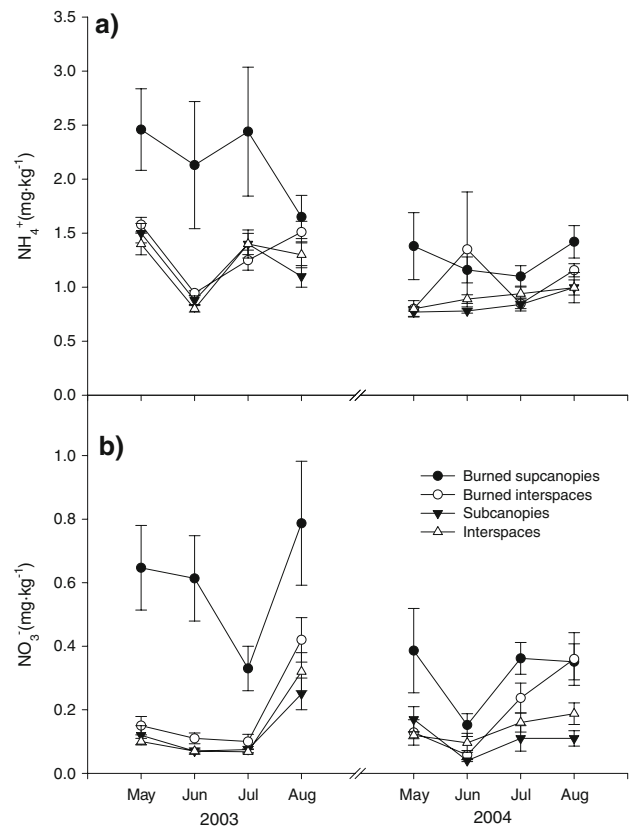 a)
3.5
3.0
2.5
2.0
1.5
1.0
0.5
0.0
NH₄⁺(mg·kg⁻¹)
b)
1.0
0.8
0.6
0.4
0.2
0.0
NO₃⁻(mg·kg⁻¹)
Burned supcanopies
Burned interspaces
Subcanopies
Interspaces
May Jun Jul Aug May Jun Jul Aug
2003 2004